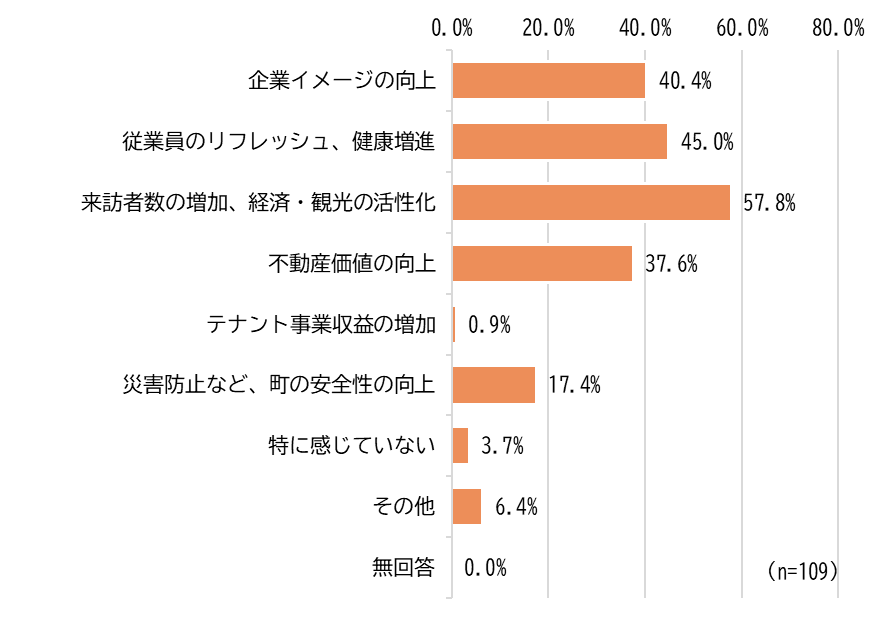 0.0% 20.0% 40.0% 60.0% 80.0%
企業イメージの向上 40.4%
従業員のリフレッシュ、健康増進 45.0%
来訪者数の増加、経済・観光の活性化 57.8%
不動産価値の向上 37.6%
テナント事業収益の増加 0.9%
災害防止など、町の安全性の向上 17.4%
特に感じていない 3.7%
その他 6.4%
無回答 0.0%
(n=109)